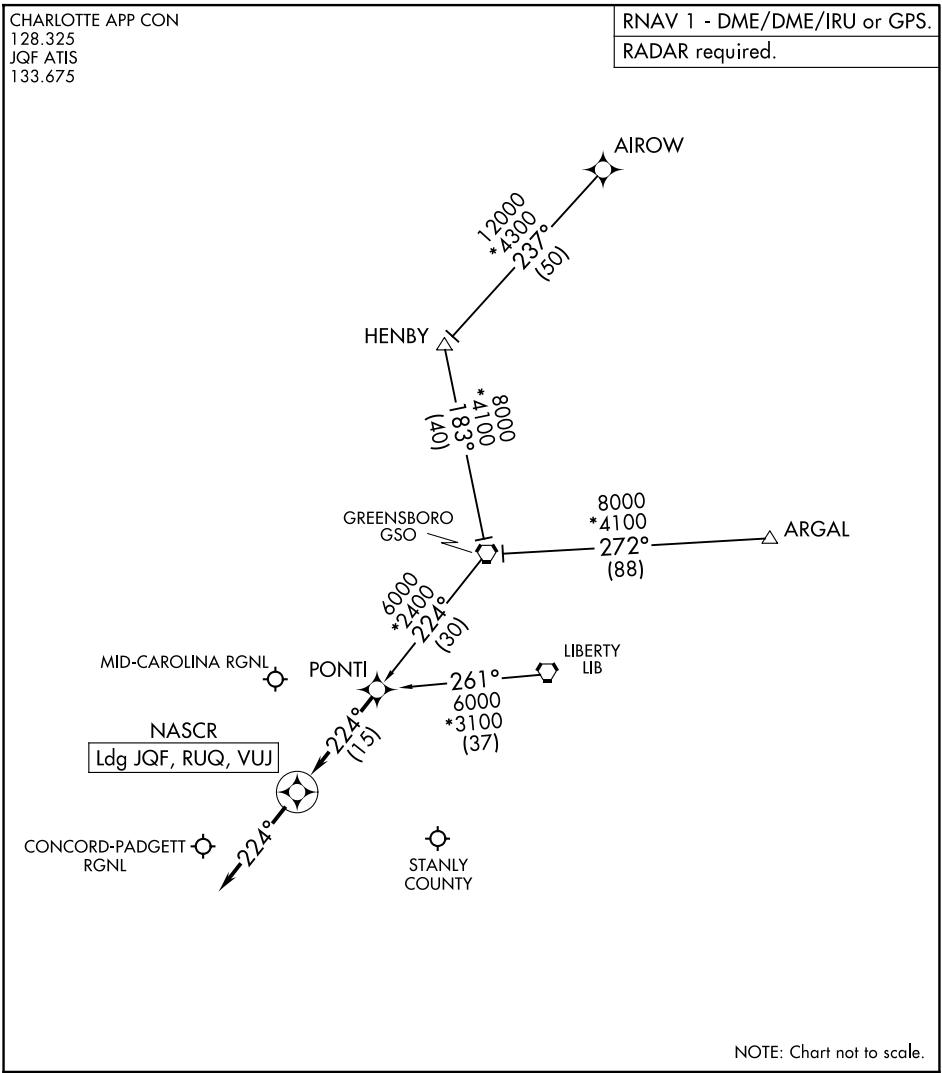 CHARLOTTE APP CON
128.325
JQF ATIS
133.675
RNAV 1 - DME/DME/IRU or GPS.
RADAR required.
AIROW
12000
*4300
237°
(50)
HENBY
8000
*4100
183°
(40)
GREENSBORO
GSO
8000
*4100
272°
(88)
ARGAL
6000
*2400
224°
(30)
MID-CAROLINA RGNL
PONTI
LIBERTY
LIB
261°
6000
*3100
(37)
224°
(15)
NASCR
Ldg JQF, RUQ, VUJ
224°
CONCORD-PADGETT
RGNL
STANLY
COUNTY
NOTE: Chart not to scale.